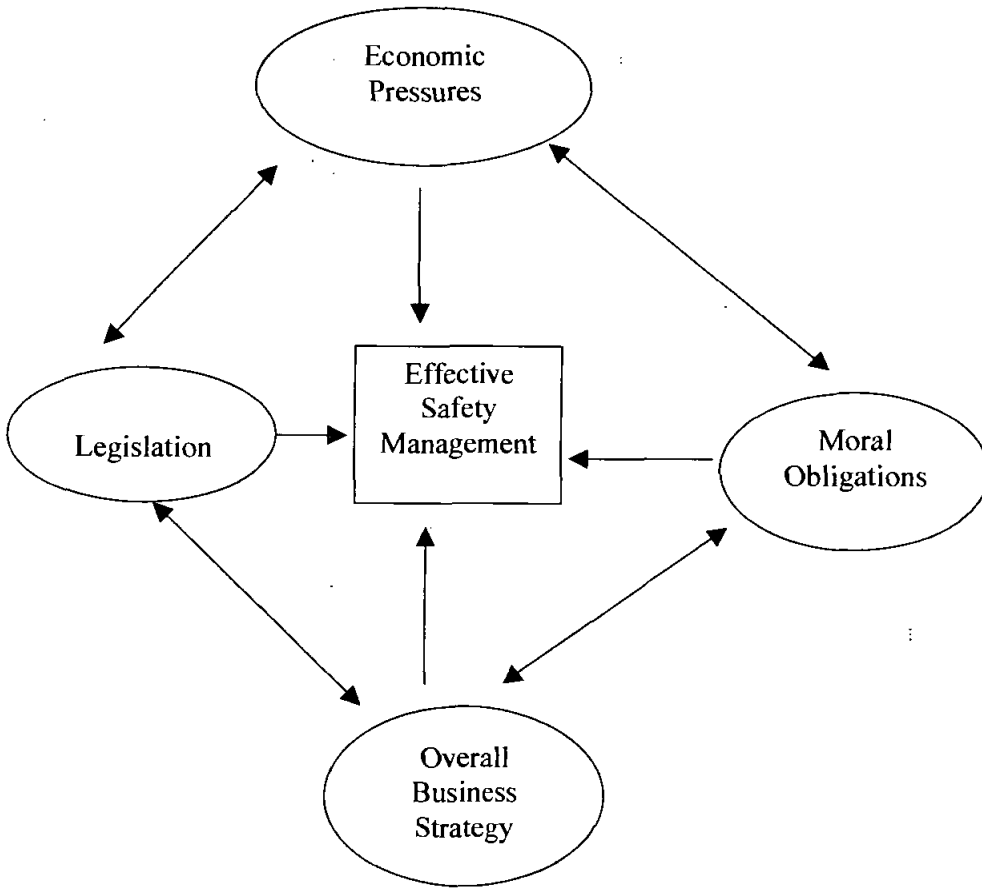 Economic
Pressures
Effective
Safety
Management
Legislation
Moral
Obligations
Overall
Business
Strategy